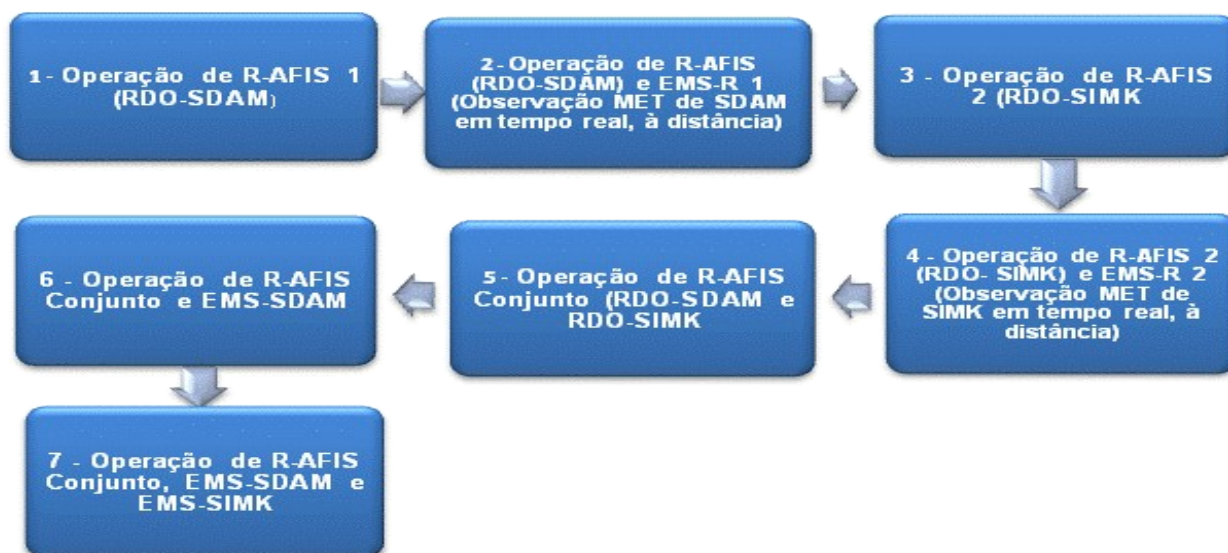 1 - Operação de R-AFIS 1
(RDO-SDAM)
2 - Operação de R-AFIS
(RDO-SDAM) e EMS-R 1
(Observação MET de SDAM
em tempo real, à distância)
3 - Operação de R-AFIS
2 (RDO-SIMK
4 - Operação de R-AFIS 2
(RDO- SIMK) e EMS-R 2
(Observação MET de
SIMK em tempo real, à
distância)
5 - Operação de R-AFIS
Conjunto (RDO-SDAM e
RDO-SIMK)
6 - Operação de R-AFIS
Conjunto e EMS-SDAM
7 - Operação de R-AFIS
Conjunto, EMS-SDAM e
EMS-SIMK